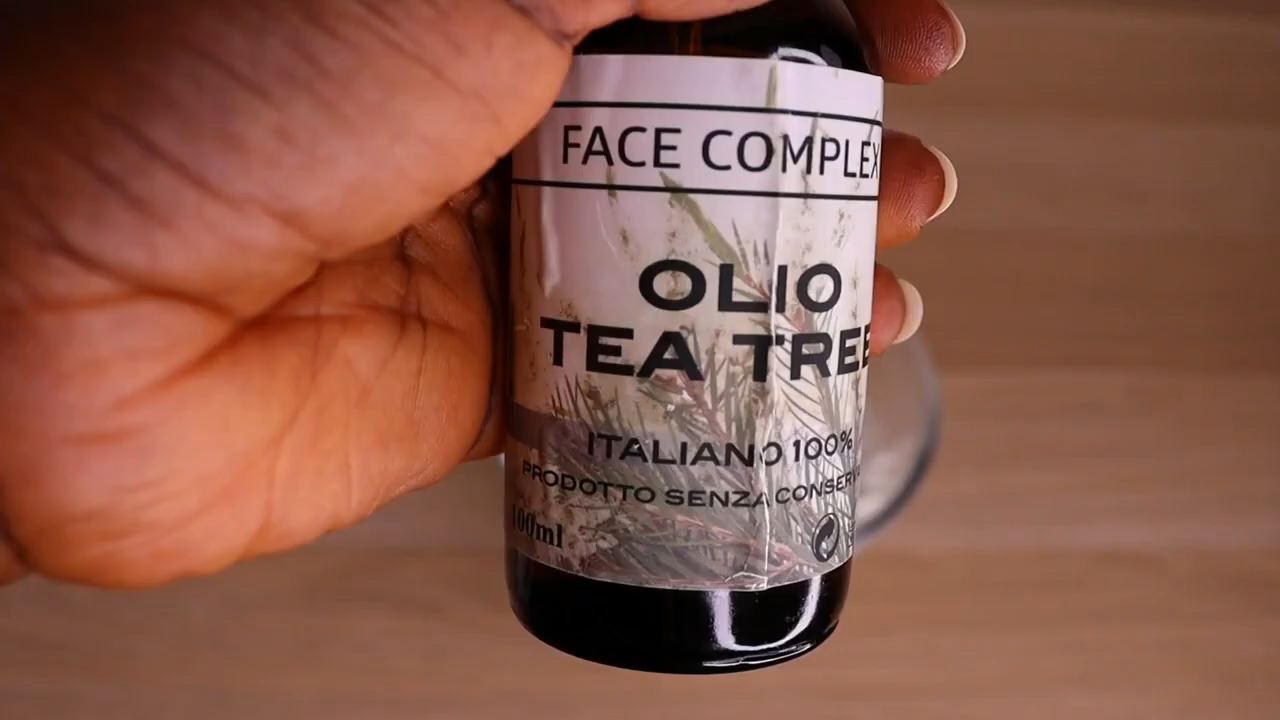 FACE COMPLEX
OLIO
TEA TREE
ITALIANO 100%
PRODOTTO SENZA
100ml